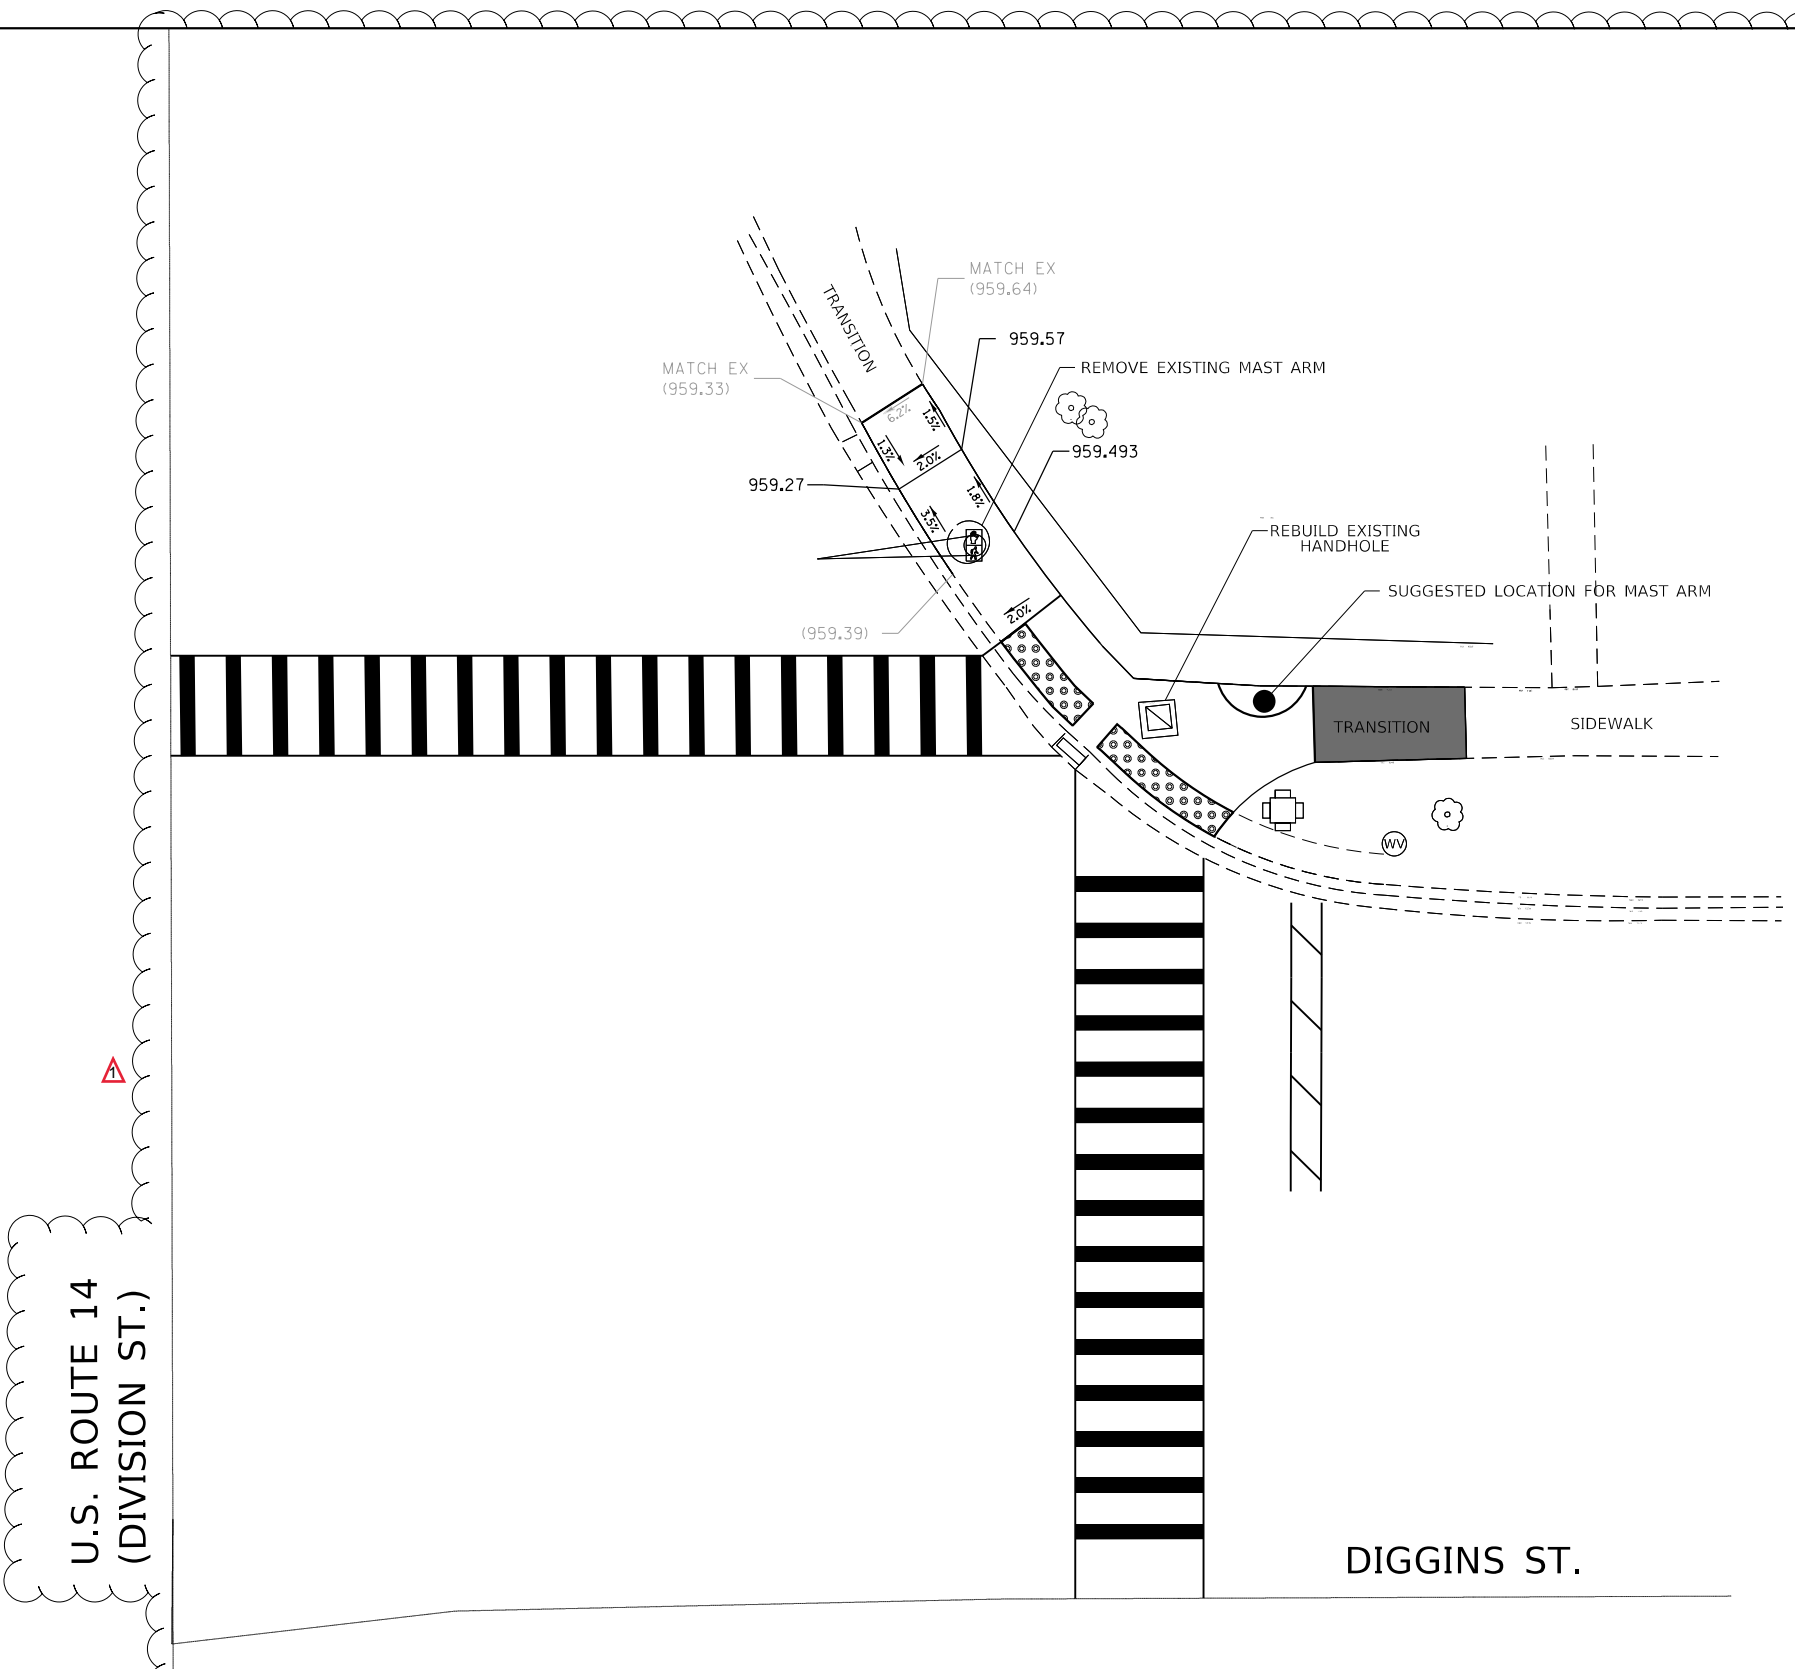 MATCH EX
(959.64)
TRANSITION
959.57
MATCH EX
(959.33)
REMOVE EXISTING MAST ARM
6.2%
1.5%
1.3%
2.0%
959.493
959.27
1.8%
3.5%
REBUILD EXISTING
HANDHOLE
SUGGESTED LOCATION FOR MAST ARM
2.0%
(959.39)
TRANSITION
SIDEWALK
WV
1
U.S. ROUTE 14
(DIVISION ST.)
DIGGINS ST.